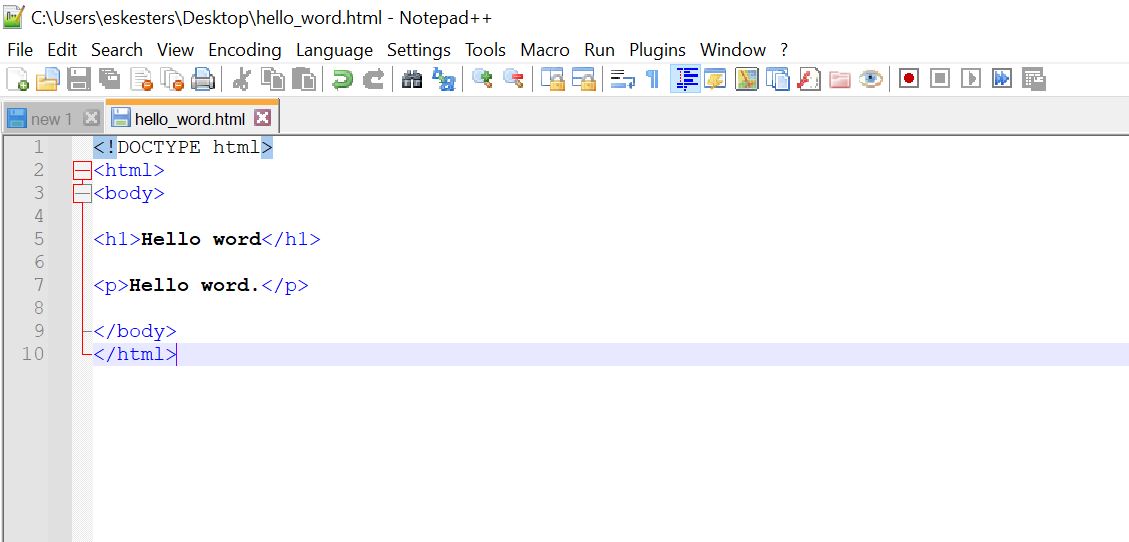 C:\Users\eskesters\Desktop\hello_word.html - Notepad++
File Edit Search View Encoding Language Settings Tools Macro Run Plugins Window ?
new 1 hello_word.html
1 <!DOCTYPE html>
2 <html>
3 <body>
4
5 <h1>Hello word</h1>
6
7 <p>Hello word.</p>
8
9 </body>
10 </html>